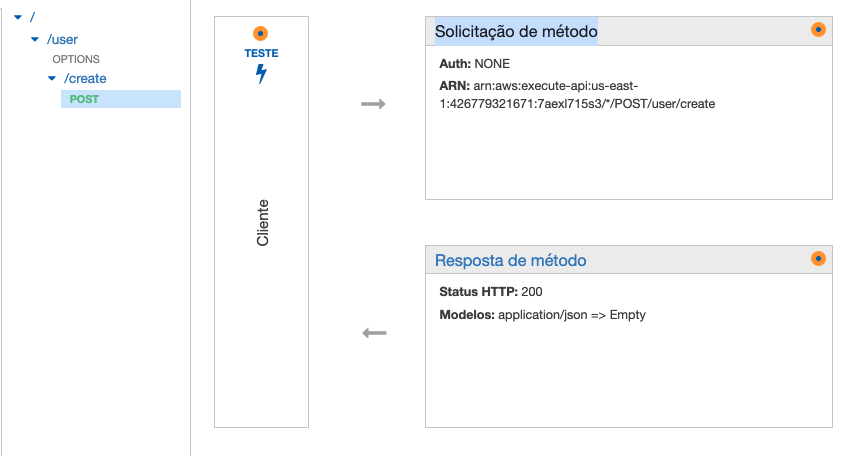 /
/user
OPTIONS
/create
POST
TESTE
Cliente
Solicitação de método
Auth: NONE
ARN: arn:aws:execute-api:us-east-
1:426779321671:7aexl715s3/*/POST/user/create
Resposta de método
Status HTTP: 200
Modelos: application/json => Empty